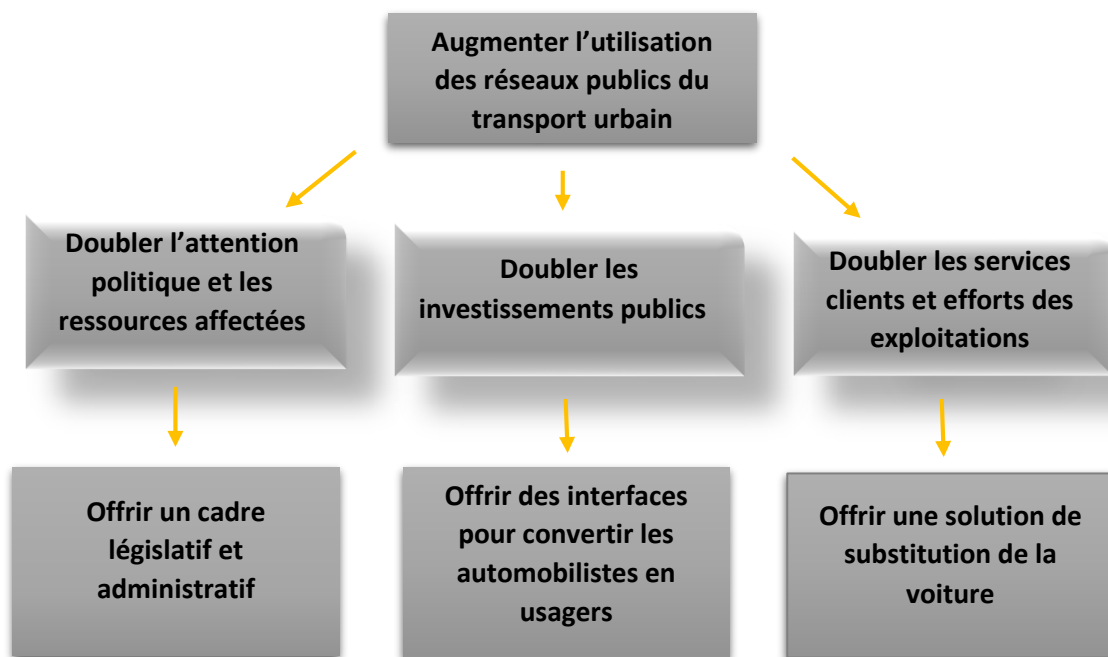 Augmenter l’utilisation
des réseaux publics du
transport urbain
Doubler l’attention
politique et les
ressources affectées
Doubler les
investissements publics
Doubler les services
clients et efforts des
exploitations
Offrir un cadre
législatif et
administratif
Offrir des interfaces
pour convertir les
automobilistes en
usagers
Offrir une solution de
substitution de la
voiture